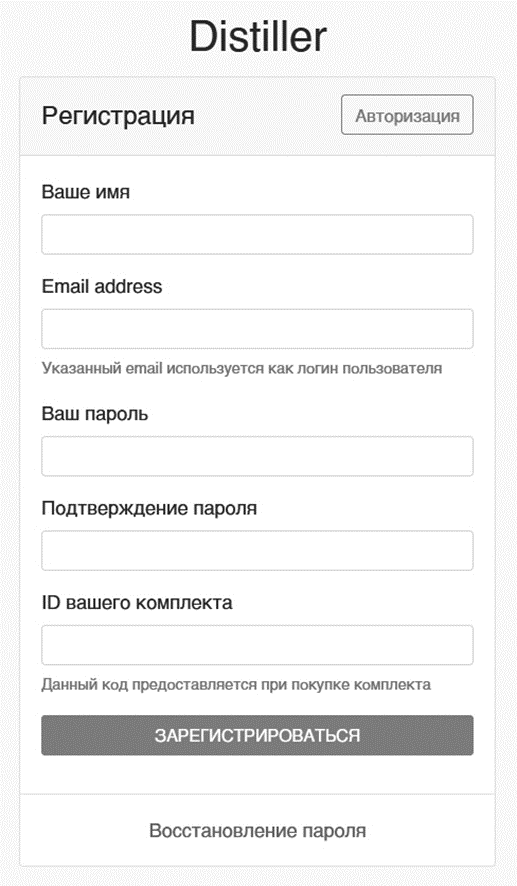 Distiller
Регистрация
Авторизация
Ваше имя
Email address
Указанный email используется как логин пользователя
Ваш пароль
Подтверждение пароля
ID вашего комплекта
Данный код предоставляется при покупке комплекта
ЗАРЕГИСТРИРОВАТЬСЯ
Восстановление пароля